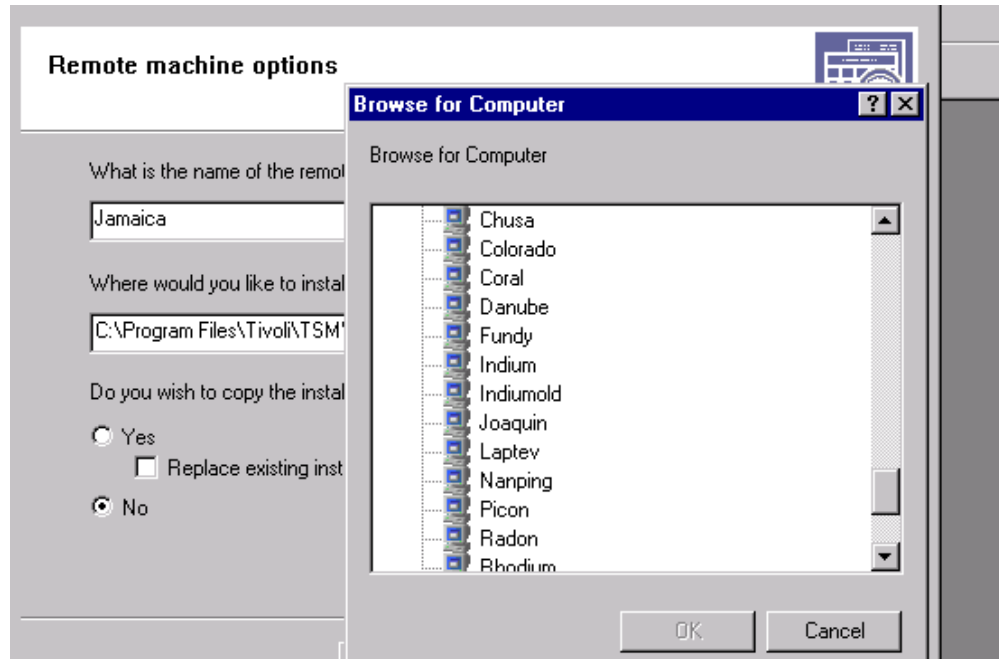 Remote machine options
What is the name of the remo
Jamaica
Where would you like to instal
C:\Program Files\Tivoli\TSM
Do you wish to copy the instal
Yes
Replace existing inst
No
Browse for Computer
Browse for Computer
Chusa
Colorado
Coral
Danube
Fundy
Indium
Indiumold
Joaquin
Laptev
Nanping
Picon
Radon
Rhodium
OK
Cancel